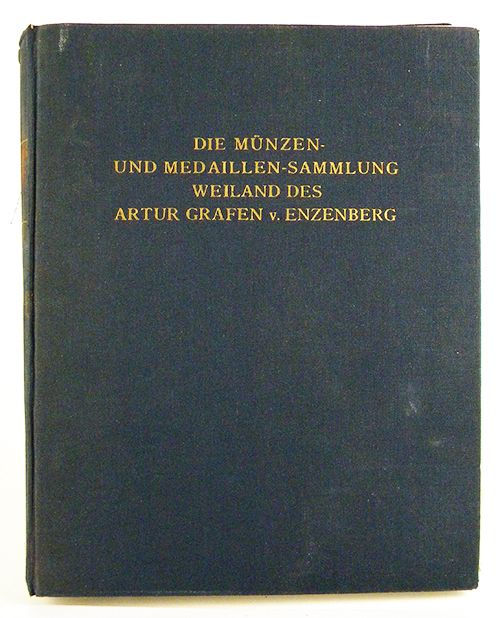 DIE MÜNZEN-
UND MEDAILLEN-SAMMLUNG
WEILAND DES
ARTUR GRAFEN v. ENZENBERG